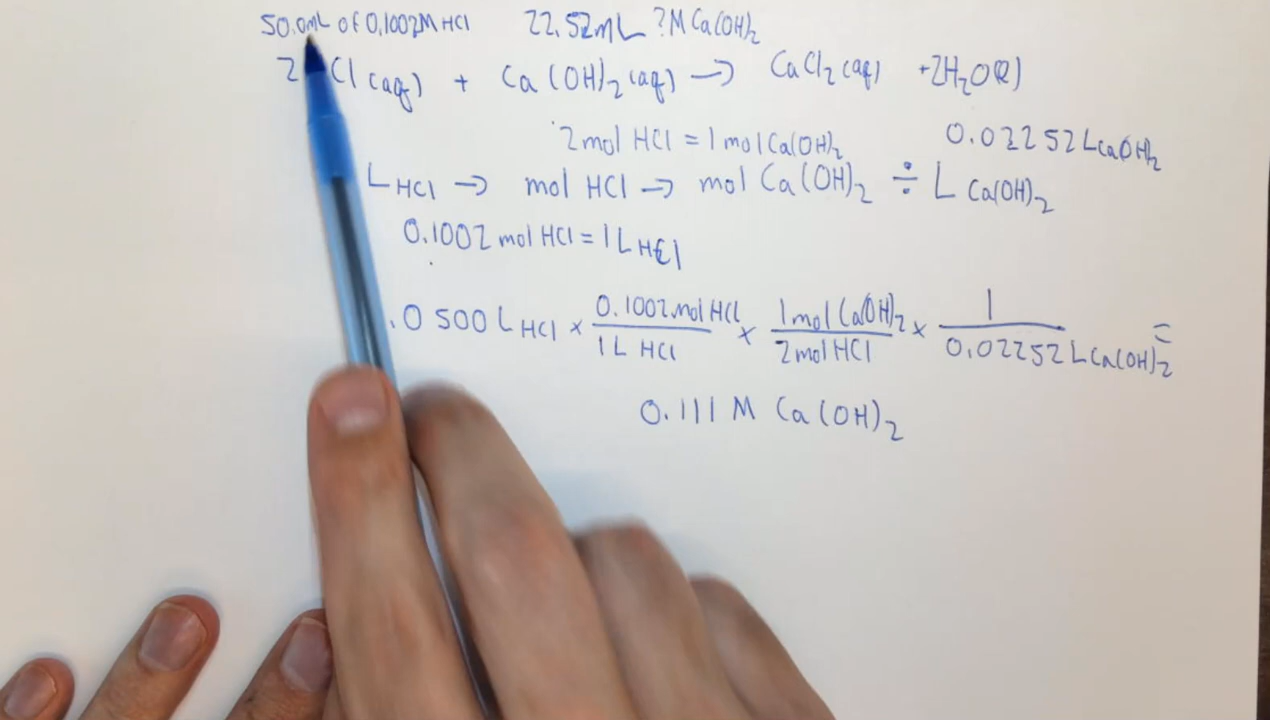 50.0mL of 0.1002M HCl 22.52mL ?M Ca(OH)2
2 Cl (aq) + Ca (OH)2 (aq) → CaCl2 (aq) + 2H2O(l)
2mol HCl = 1 mol Ca(OH)2 0.02252 L Ca(OH)2
L HCl → mol HCl → mol Ca(OH)2 ÷ L Ca(OH)2
0.1002 mol HCl = 1 L HCl
.0500 L HCl × 0.1002 mol HCl / 1 L HCl × 1 mol Ca(OH)2 / 2 mol HCl × 1 / 0.02252 L Ca(OH)2 =
0.111 M Ca(OH)2